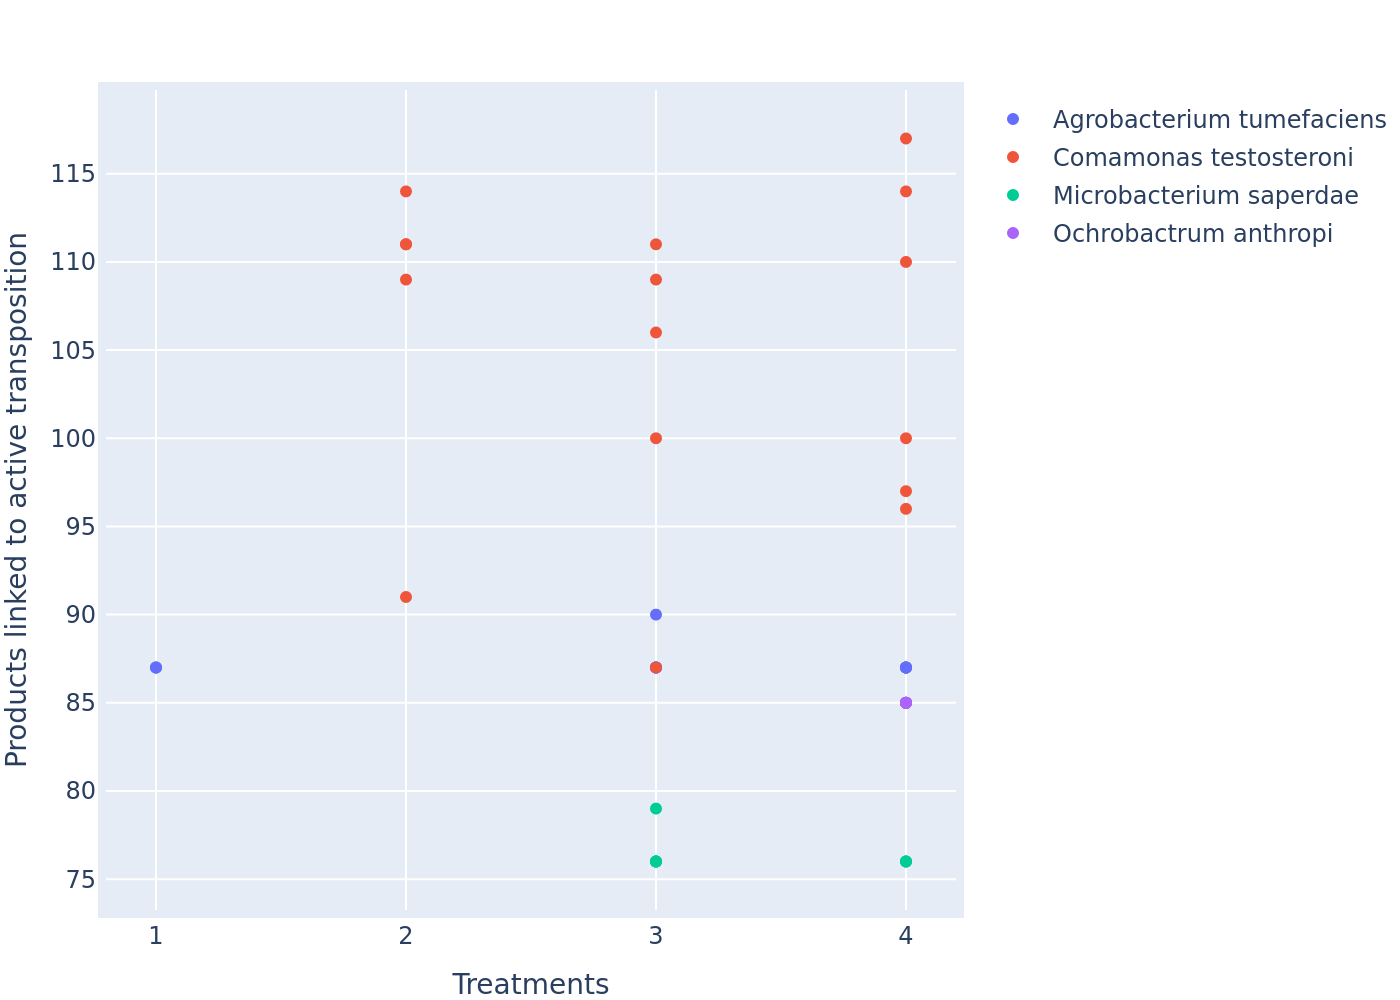 Products linked to active transposition
115
110
105
100
95
90
85
80
75
1
2
3
4
Treatments
Agrobacterium tumefaciens
Comamonas testosteroni
Microbacterium saperdae
Ochrobactrum anthropi